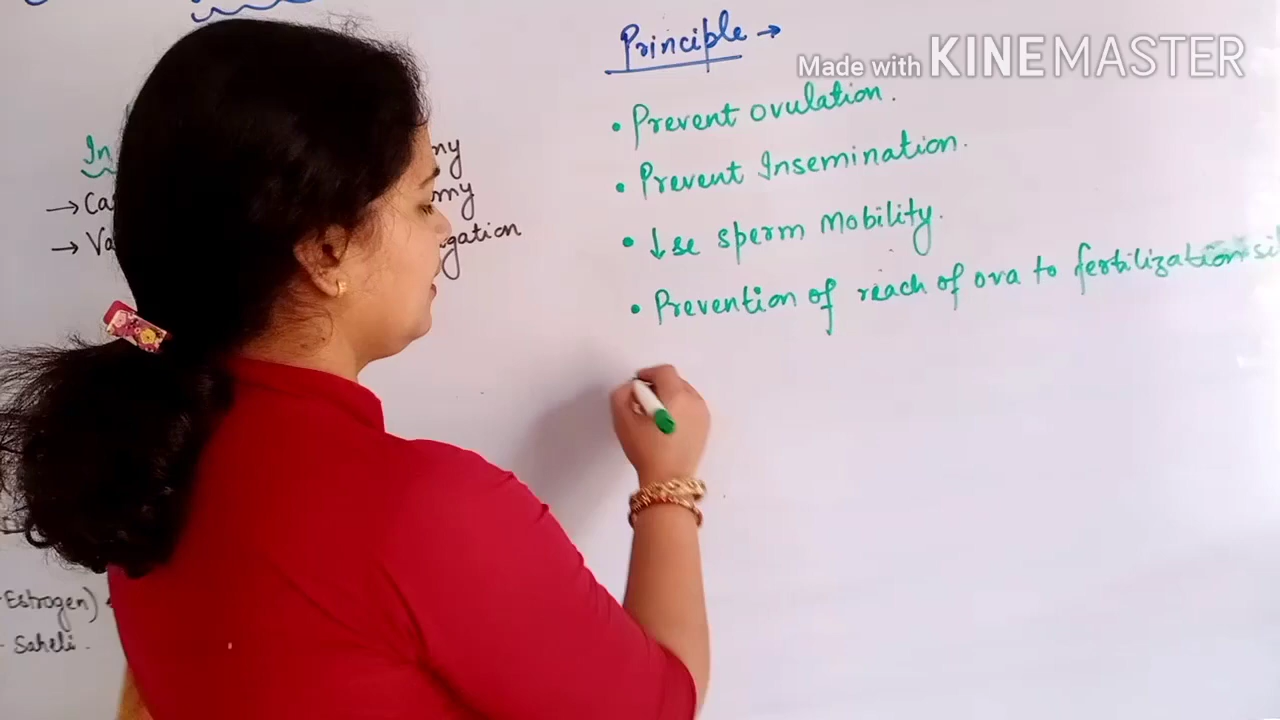 Principle →
Made with KINEMASTER
• Prevent ovulation.
• Prevent Insemination.
• ↓se sperm mobility.
• Prevention of reach of ova to fertilization
In
→ Ca
→ Va
my
my
gation
Estrogen)
- Saheli.